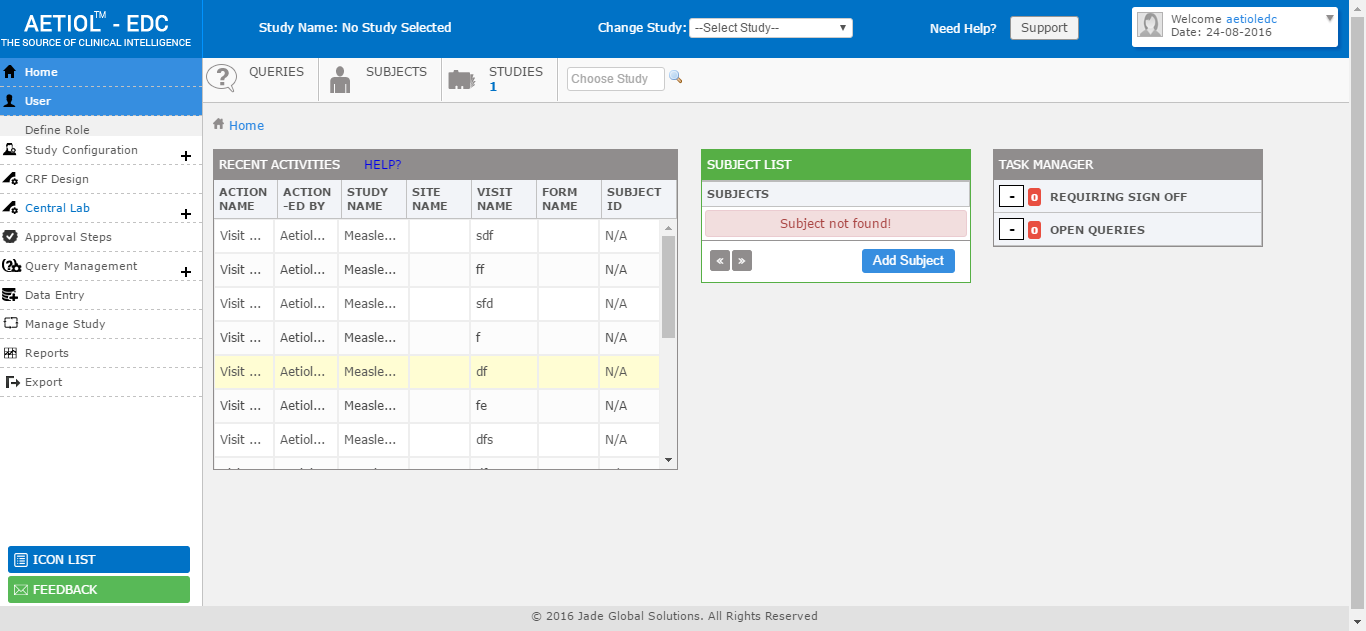 AETIOL™ - EDC
THE SOURCE OF CLINICAL INTELLIGENCE
Study Name: No Study Selected
Change Study: --Select Study--
Need Help? Support
Welcome aetioledc
Date: 24-08-2016
Home
User
Define Role
Study Configuration +
CRF Design
Central Lab +
Approval Steps
Query Management +
Data Entry
Manage Study
Reports
Export
ICON LIST
FEEDBACK
? QUERIES
SUBJECTS
STUDIES
1
Choose Study
Home
RECENT ACTIVITIES HELP?
ACTION NAME ACTION -ED BY STUDY NAME SITE NAME VISIT NAME FORM NAME SUBJECT ID
Visit ... Aetiol... Measle... sdf N/A
Visit ... Aetiol... Measle... ff N/A
Visit ... Aetiol... Measle... sfd N/A
Visit ... Aetiol... Measle... f N/A
Visit ... Aetiol... Measle... df N/A
Visit ... Aetiol... Measle... fe N/A
Visit ... Aetiol... Measle... dfs N/A
SUBJECT LIST
SUBJECTS
Subject not found!
« » Add Subject
TASK MANAGER
- 0 REQUIRING SIGN OFF
- 0 OPEN QUERIES
© 2016 Jade Global Solutions. All Rights Reserved